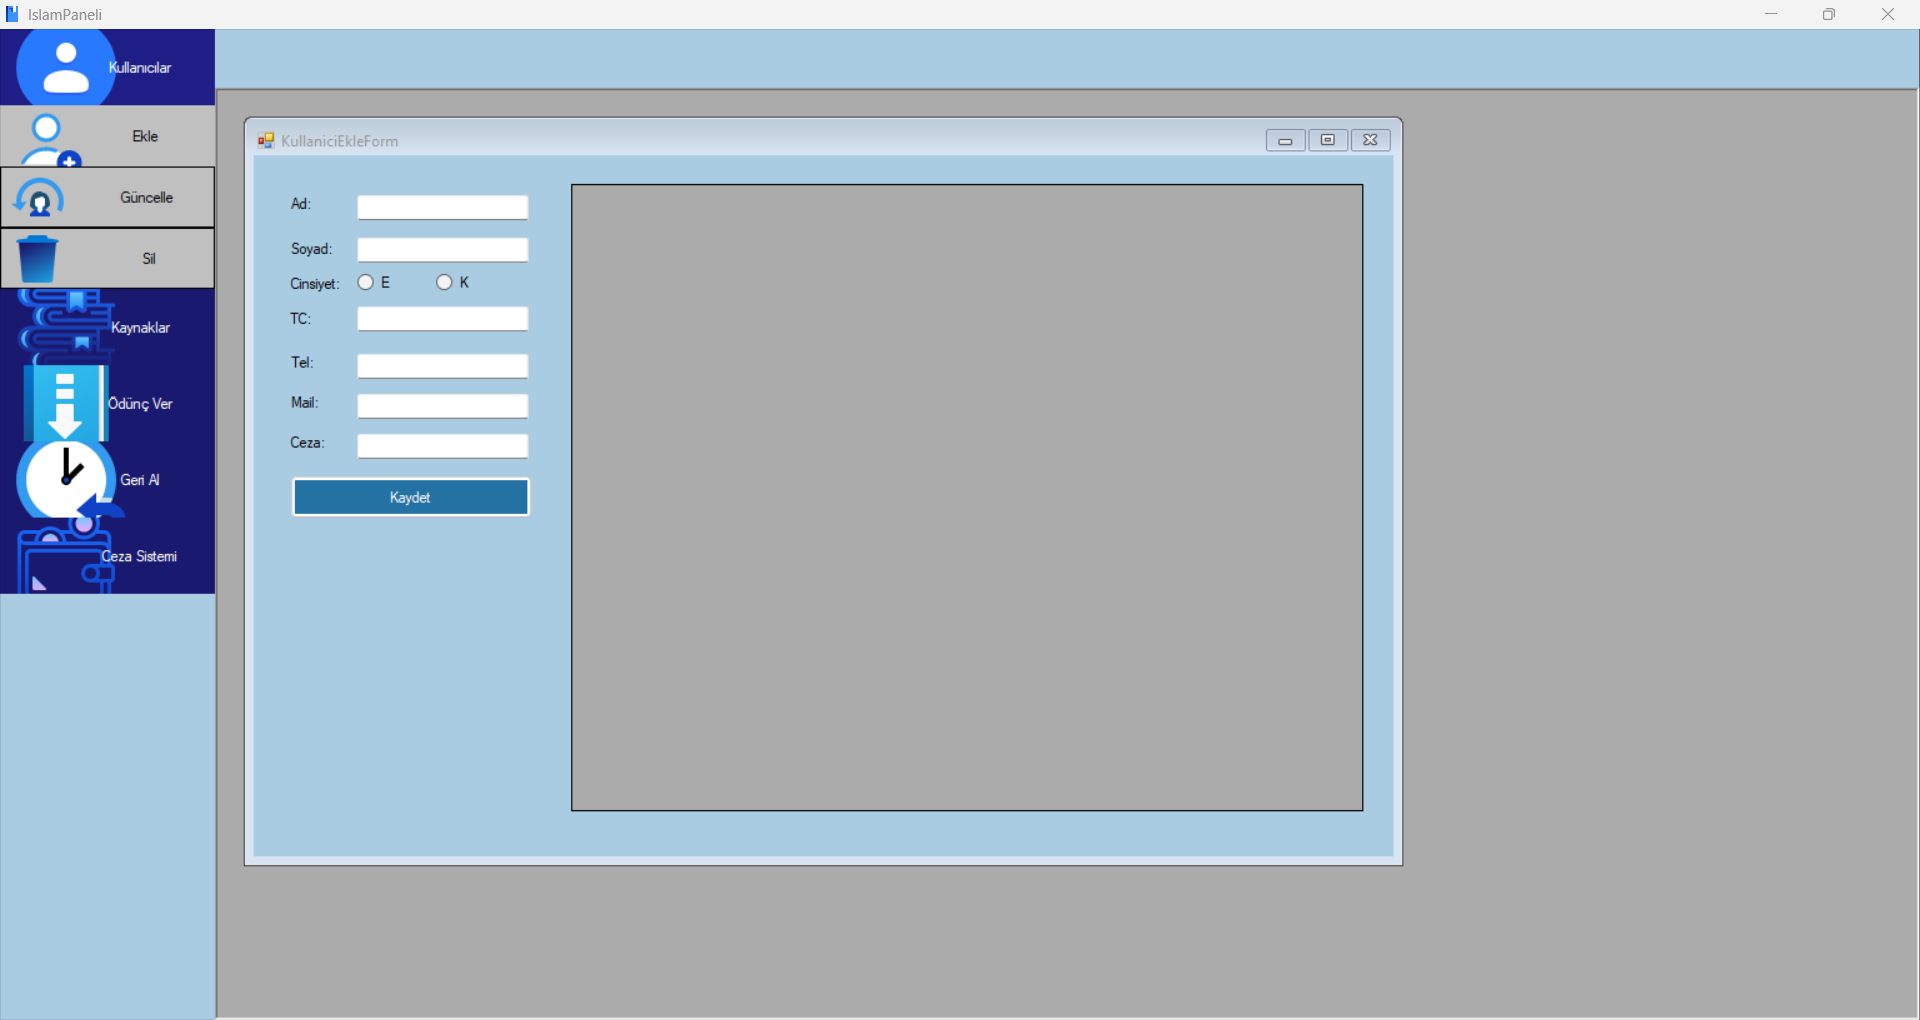 IslamPaneli
Kullanıcılar
Ekle
Güncelle
Sil
Kaynaklar
Ödünç Ver
Geri Al
Ceza Sistemi
KullaniciEkleForm
Ad:
Soyad:
Cinsiyet: E K
TC:
Tel:
Mail:
Ceza:
Kaydet